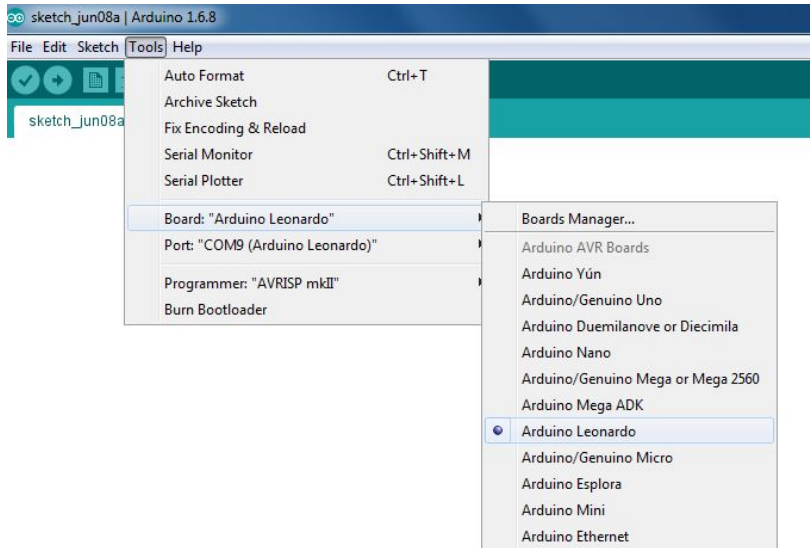 sketch_jun08a | Arduino 1.6.8
File Edit Sketch Tools Help
sketch_jun08a
Auto Format Ctrl+T
Archive Sketch
Fix Encoding & Reload
Serial Monitor Ctrl+Shift+M
Serial Plotter Ctrl+Shift+L
Board: "Arduino Leonardo"
Port: "COM9 (Arduino Leonardo)"
Programmer: "AVRISP mkII"
Burn Bootloader
Boards Manager...
Arduino AVR Boards
Arduino Yún
Arduino/Genuino Uno
Arduino Duemilanove or Diecimila
Arduino Nano
Arduino/Genuino Mega or Mega 2560
Arduino Mega ADK
Arduino Leonardo
Arduino/Genuino Micro
Arduino Esplora
Arduino Mini
Arduino Ethernet